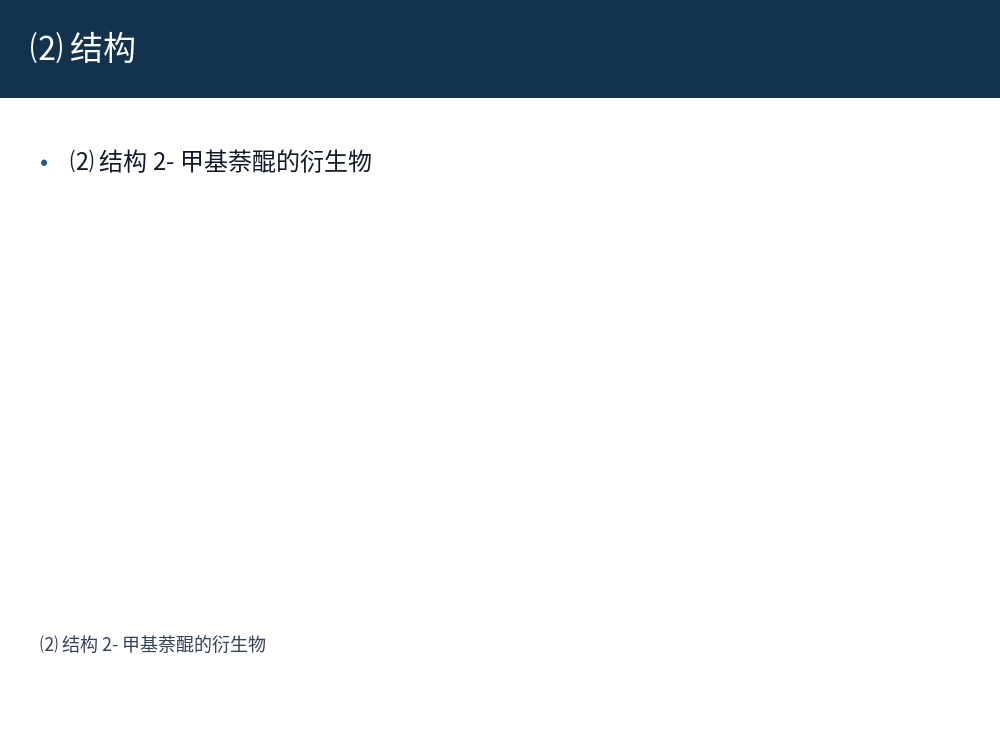 ⑵ 结构
• ⑵ 结构 2- 甲基萘醌的衍生物
⑵ 结构 2- 甲基萘醌的衍生物